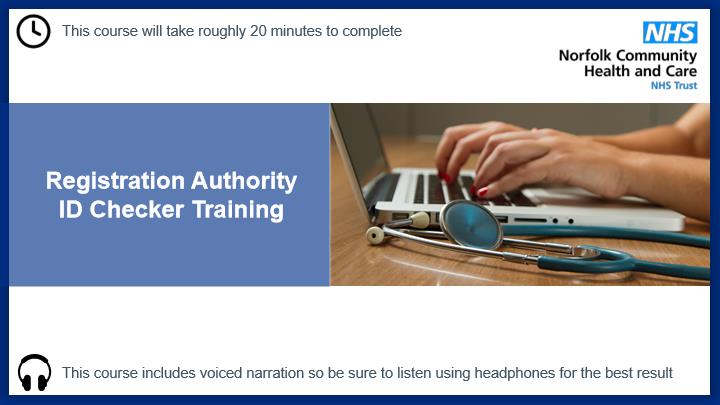 This course will take roughly 20 minutes to complete
NHS
Norfolk Community
Health and Care
NHS Trust
Registration Authority
ID Checker Training
This course includes voiced narration so be sure to listen using headphones for the best result